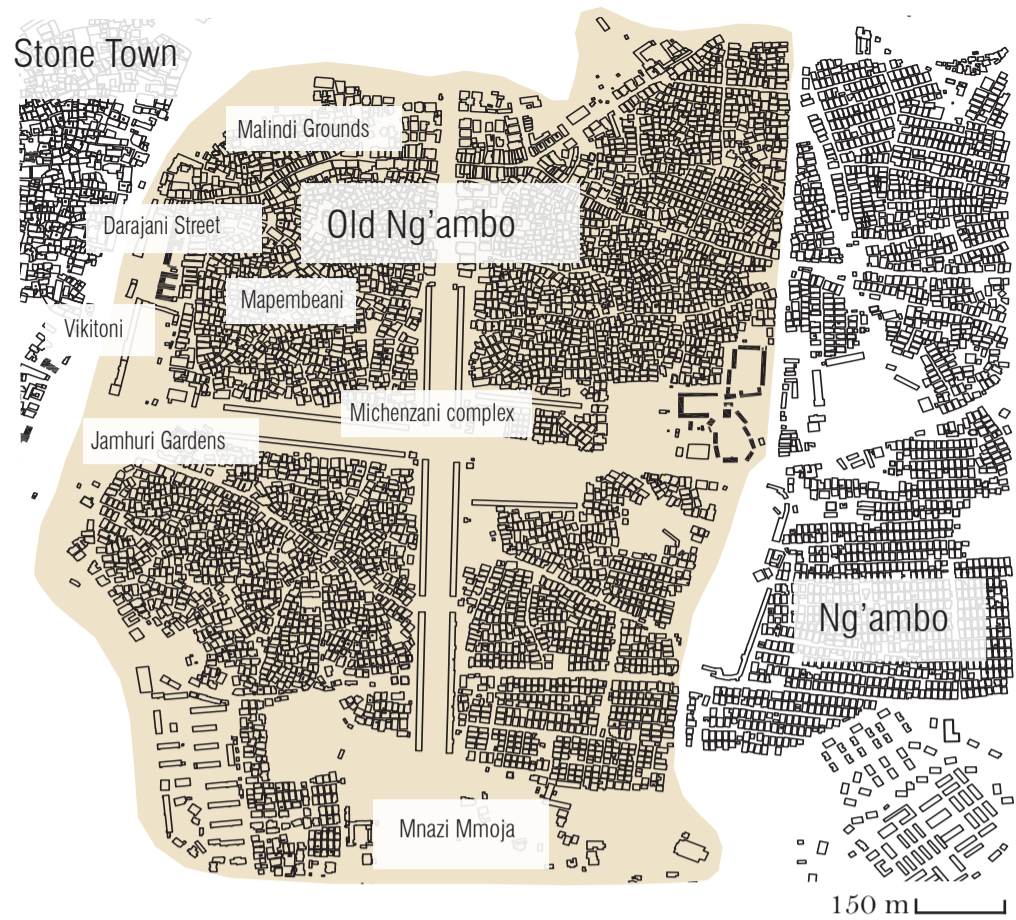 Stone Town
Malindi Grounds
Darajani Street
Old Ng’ambo
Mapembeani
Vikitoni
Michenzani complex
Jamhuri Gardens
Ng’ambo
Mnazi Mmoja
150 m